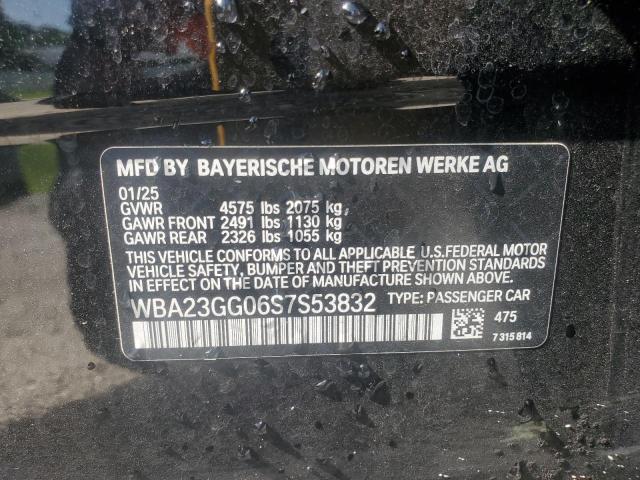 MFD BY BAYERISCHE MOTOREN WERKE AG
01/25
GVWR 4575 lbs 2075 kg
GAWR FRONT 2491 lbs 1130 kg
GAWR REAR 2326 lbs 1055 kg
THIS VEHICLE CONFORMS TO ALL APPLICABLE U.S.FEDERAL MOTOR
VEHICLE SAFETY, BUMPER, AND THEFT PREVENTION STANDARDS
IN EFFECT ON THE DATE OF MANUFACTURE SHOWN ABOVE.
WBA23GG06S7S53832 TYPE: PASSENGER CAR
475
7 315 814